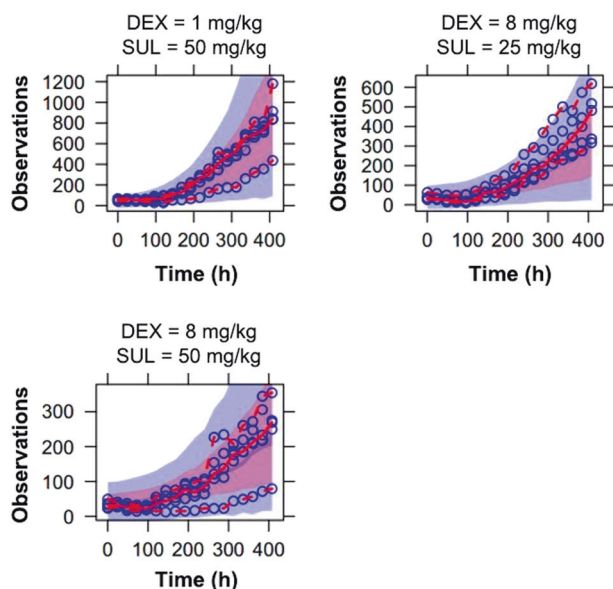 DEX = 1 mg/kg
SUL = 50 mg/kg
Observations
1200
1000
800
600
400
200
0
0 100 200 300 400
Time (h)
DEX = 8 mg/kg
SUL = 25 mg/kg
Observations
600
500
400
300
200
100
0
0 100 200 300 400
Time (h)
DEX = 8 mg/kg
SUL = 50 mg/kg
Observations
300
200
100
0
0 100 200 300 400
Time (h)